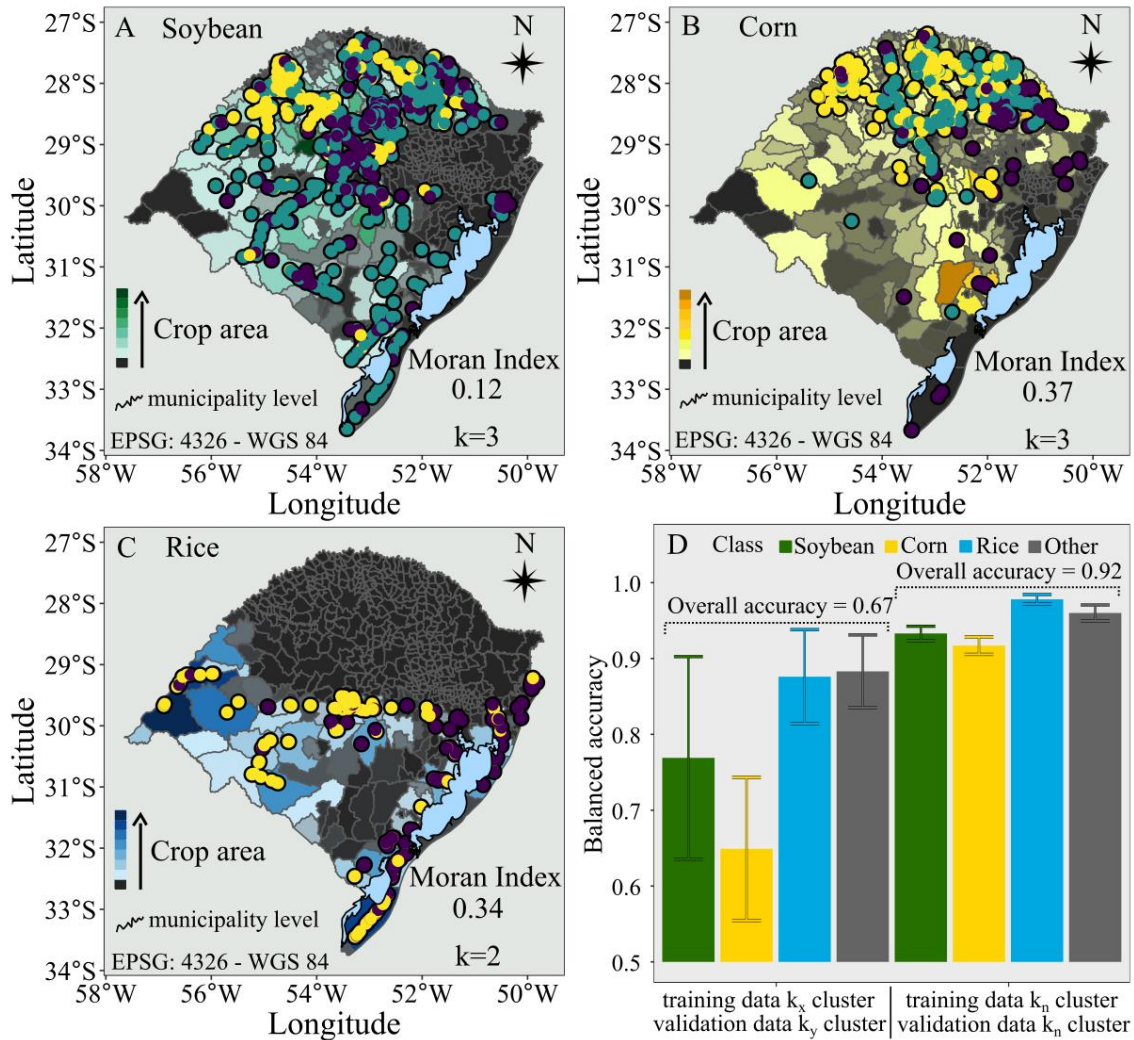 A Soybean
N
27°S
28°S
29°S
30°S
31°S
32°S
33°S
34°S
Latitude
Crop area
municipality level
EPSG: 4326 - WGS 84
Moran Index
0.12
k=3
58°W 56°W 54°W 52°W 50°W
Longitude
B Corn
N
27°S
28°S
29°S
30°S
31°S
32°S
33°S
34°S
Latitude
Crop area
municipality level
EPSG: 4326 - WGS 84
Moran Index
0.37
k=3
58°W 56°W 54°W 52°W 50°W
Longitude
C Rice
N
27°S
28°S
29°S
30°S
31°S
32°S
33°S
34°S
Latitude
Crop area
municipality level
EPSG: 4326 - WGS 84
Moran Index
0.34
k=2
58°W 56°W 54°W 52°W 50°W
Longitude
D Class Soybean Corn Rice Other
Overall accuracy = 0.92
Overall accuracy = 0.67
1.0
0.9
0.8
0.7
0.6
0.5
Balanced accuracy
training data kx cluster
validation data ky cluster
training data kn cluster
validation data kn cluster